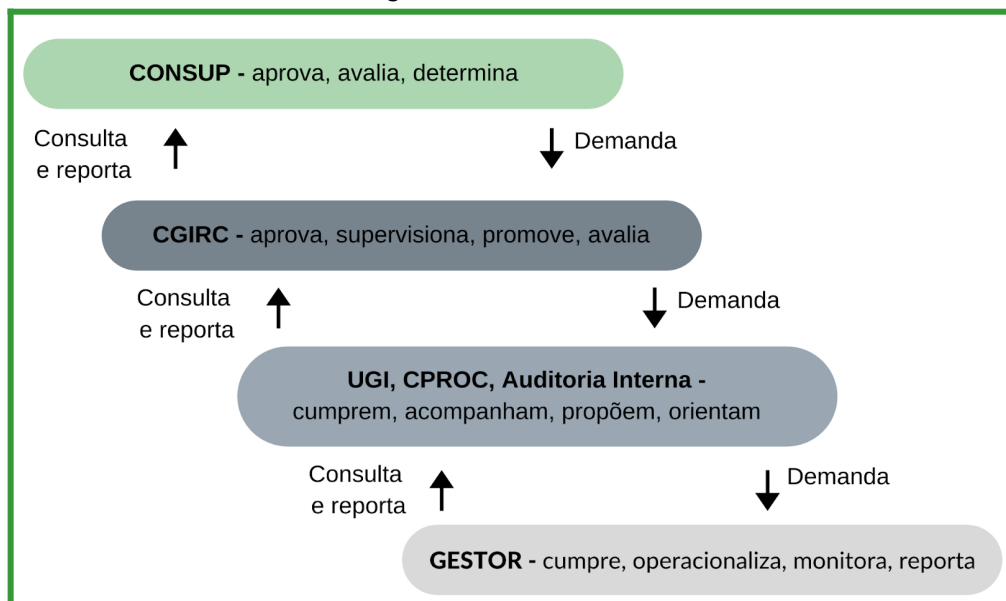 CONSUP - aprova, avalia, determina
Consulta
e reporta
Demanda
CGIRC - aprova, supervisiona, promove, avalia
Consulta
e reporta
Demanda
UGI, CPROC, Auditoria Interna -
cumprem, acompanham, propõem, orientam
Consulta
e reporta
Demanda
GESTOR - cumpre, operacionaliza, monitora, reporta